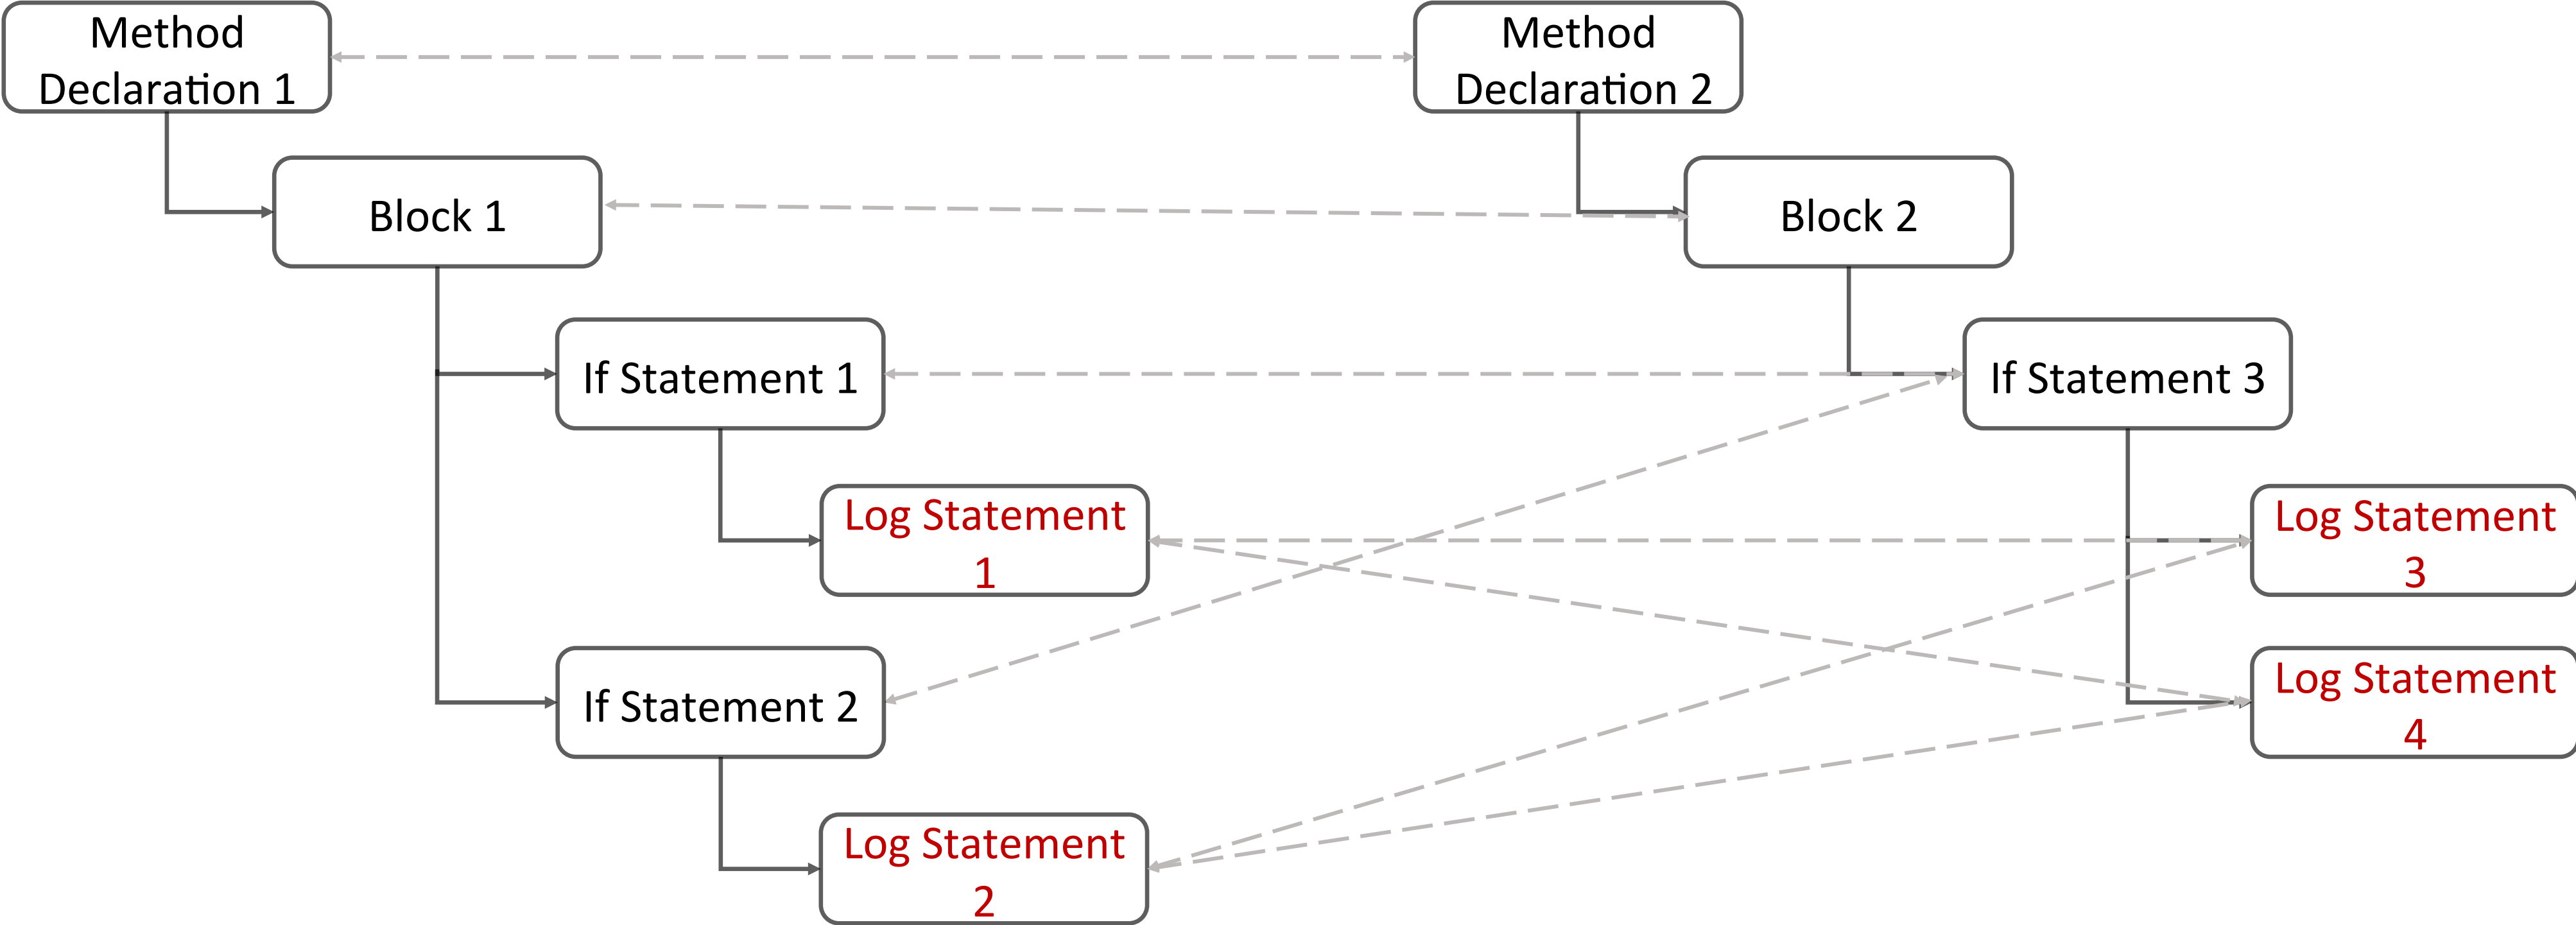 Method
Declaration 1
Method
Declaration 2
Block 1
Block 2
If Statement 1
If Statement 3
Log Statement
1
Log Statement
3
If Statement 2
Log Statement
4
Log Statement
2